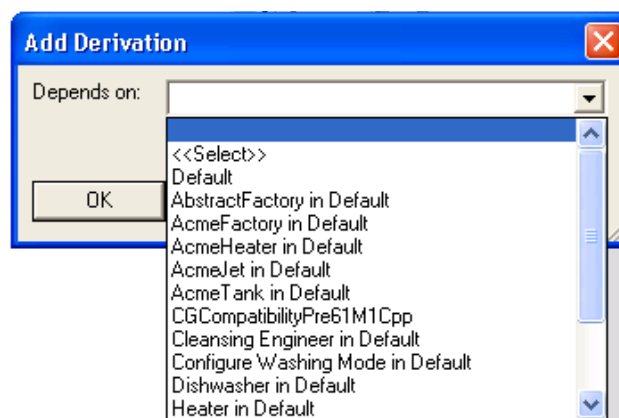 Add Derivation
Depends on:
<<Select>>
Default
AbstractFactory in Default
OK
AcmeFactory in Default
AcmeHeater in Default
AcmeJet in Default
AcmeTank in Default
CGCompatibilityPre61M1Cpp
Cleansing Engineer in Default
Configure Washing Mode in Default
Dishwasher in Default
Heater in Default